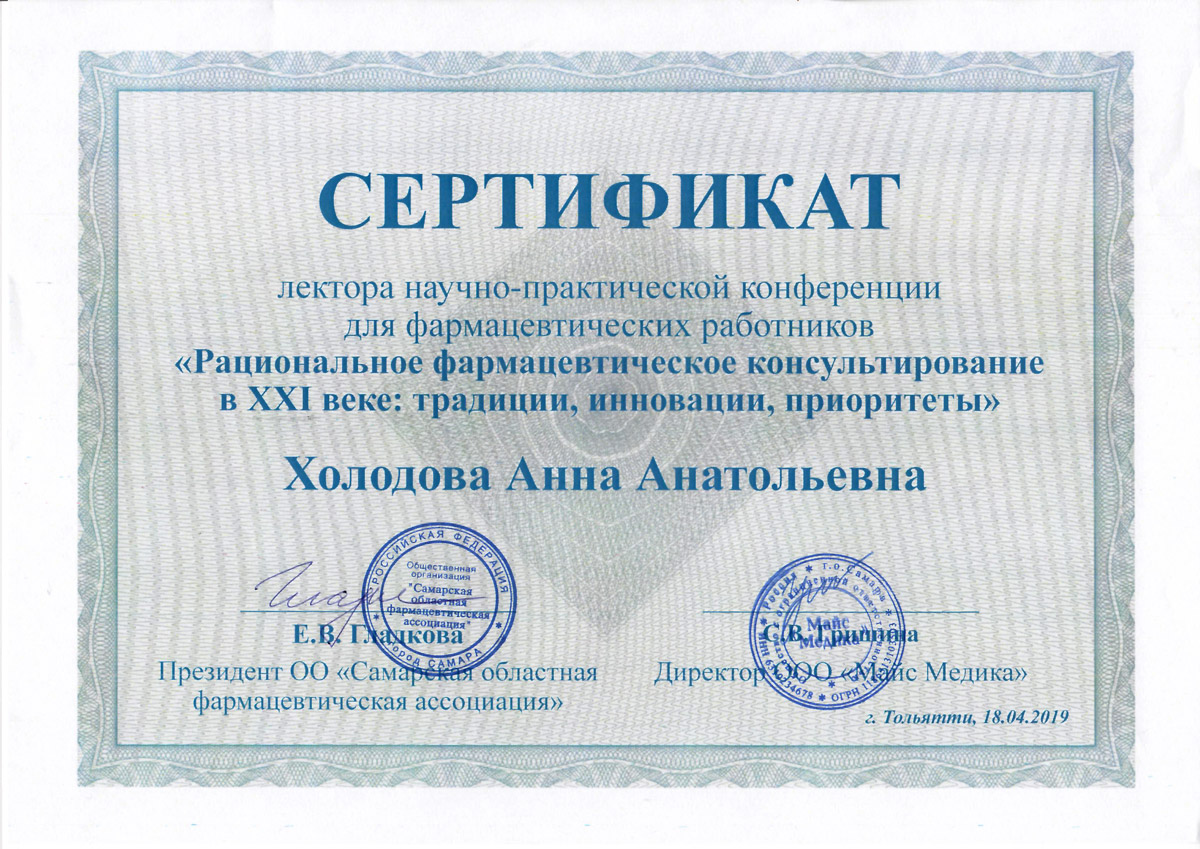 СЕРТИФИКАТ
лектора научно-практической конференции
для фармацевтических работников
«Рациональное фармацевтическое консультирование
в XXI веке: традиции, инновации, приоритеты»
Холодова Анна Анатольевна
РОССИЙСКАЯ ФЕДЕРАЦИЯ
Общественная
организация
"Самарская
областная
фармацевтическая
ассоциация"
город САМАРА
Е.В. Гладкова
Президент ОО «Самарская областная
фармацевтическая ассоциация»
Россия * г.о.Самара
Майс
Медика
ОГРН
ИНН
С.В. Гришина
Директор ООО «Майс Медика»
г. Тольятти, 18.04.2019